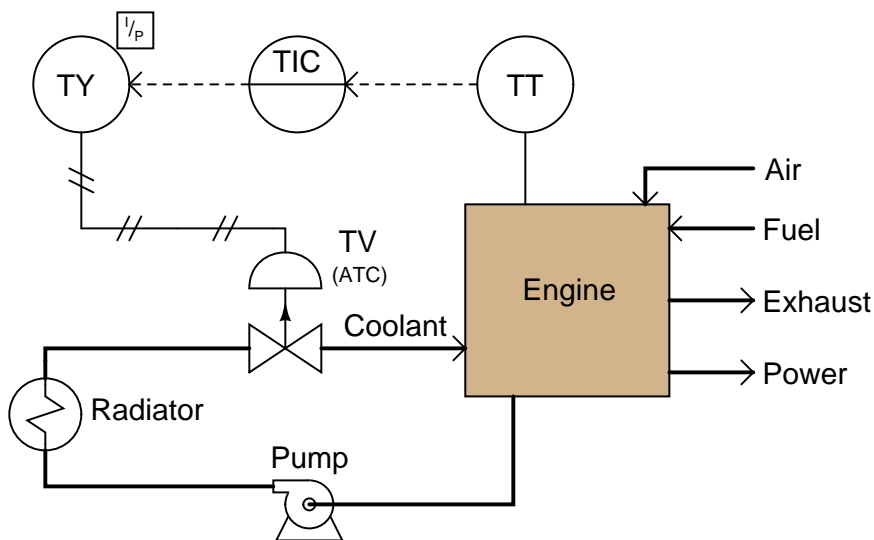 I/P
TY
TIC
TT
Air
Fuel
TV
(ATC)
Engine
Exhaust
Coolant
Power
Radiator
Pump